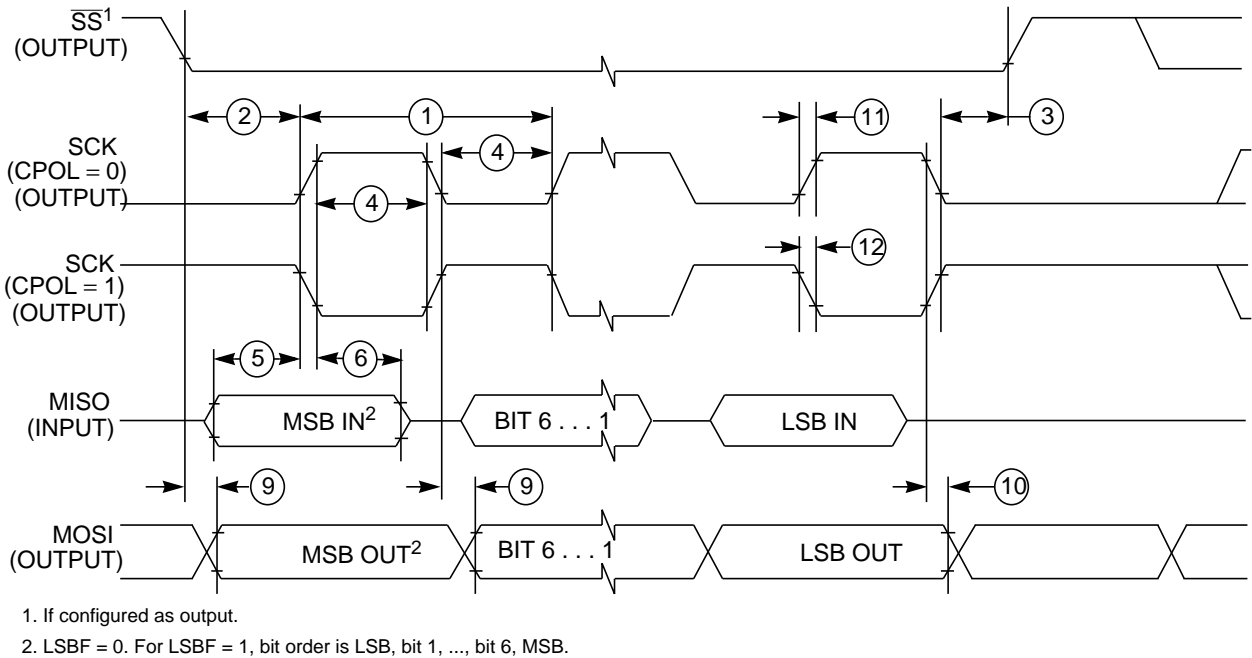 SS¹
(OUTPUT)
2
1
11
3
SCK
(CPOL = 0)
(OUTPUT)
4
4
12
SCK
(CPOL = 1)
(OUTPUT)
5
6
MISO
(INPUT)
MSB IN²
BIT 6 . . . 1
LSB IN
9
9
10
MOSI
(OUTPUT)
MSB OUT²
BIT 6 . . . 1
LSB OUT
1. If configured as output.
2. LSBF = 0. For LSBF = 1, bit order is LSB, bit 1, ..., bit 6, MSB.